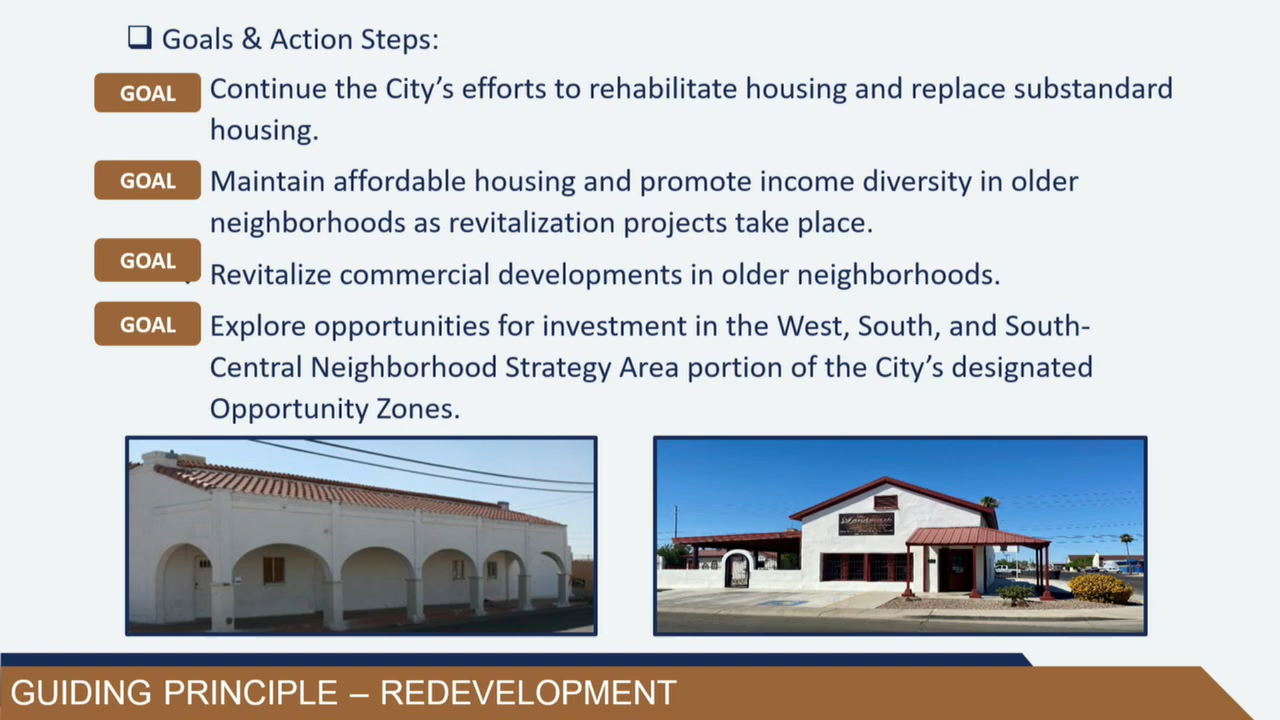 ❑ Goals & Action Steps:
GOAL Continue the City's efforts to rehabilitate housing and replace substandard
housing.
GOAL Maintain affordable housing and promote income diversity in older
neighborhoods as revitalization projects take place.
GOAL Revitalize commercial developments in older neighborhoods.
GOAL Explore opportunities for investment in the West, South, and South-
Central Neighborhood Strategy Area portion of the City's designated
Opportunity Zones.
Landmark
GUIDING PRINCIPLE – REDEVELOPMENT